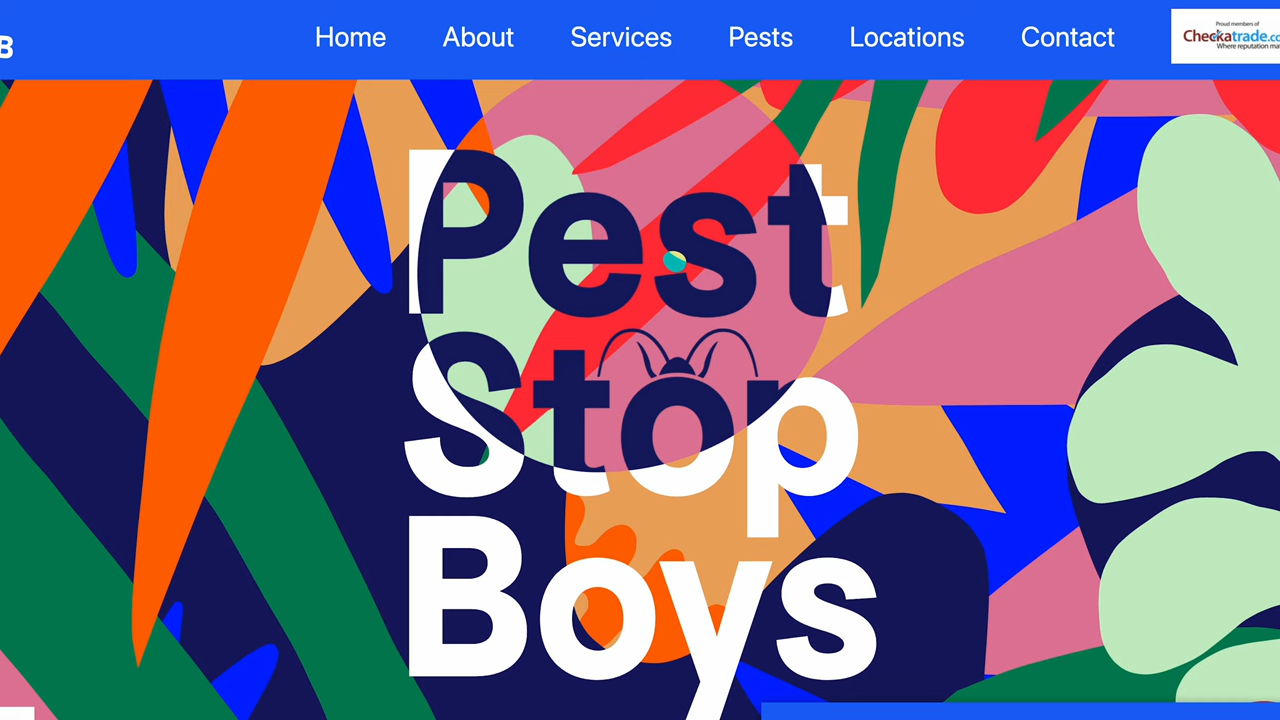 B
Home
About
Services
Pests
Locations
Contact
Proud members of
Checkatrade.co
Where reputation ma
Pest
Stop
Boys